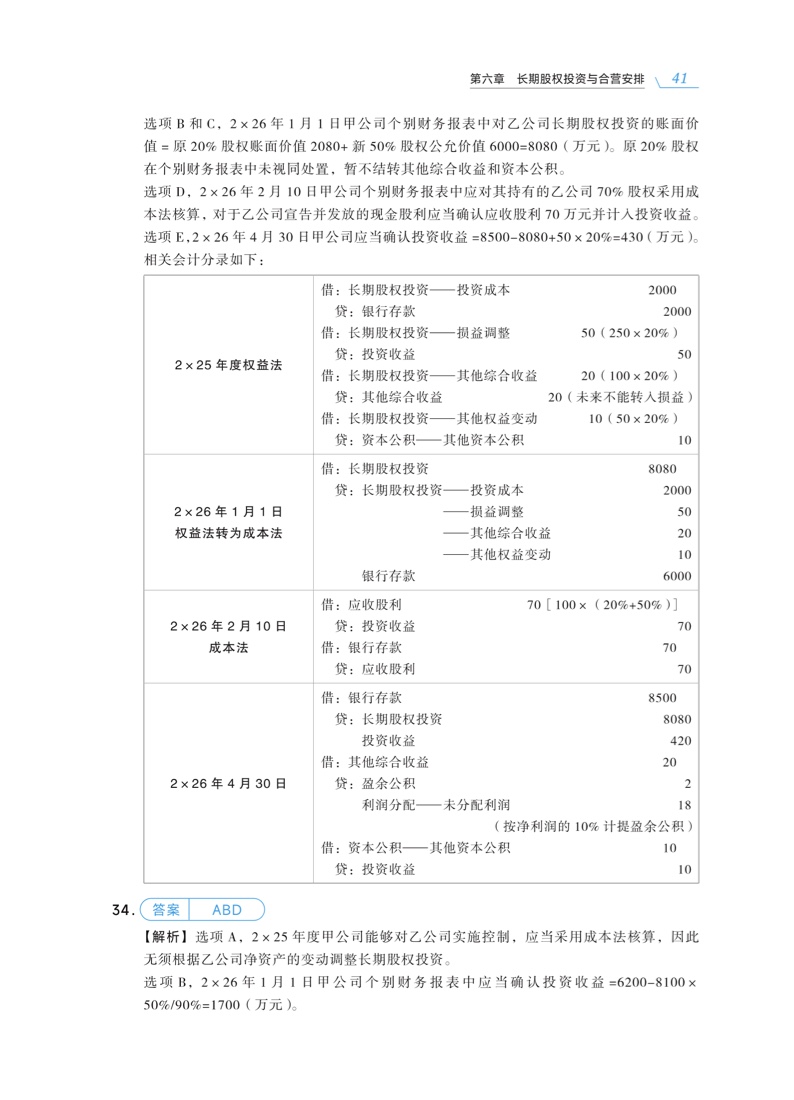 第六章　长期股权投资与合营安排　41
选项 B 和 C，2×26 年 1 月 1 日甲公司个别财务报表中对乙公司长期股权投资的账面价
值 = 原 20% 股权账面价值 2080+ 新 50% 股权公允价值 6000=8080（万元）。原 20% 股权
在个别财务报表中未视同处置，暂不结转其他综合收益和资本公积。
选项 D，2×26 年 2 月 10 日甲公司个别财务报表中应对其持有的乙公司 70% 股权采用成
本法核算，对于乙公司宣告并发放的现金股利应当确认应收股利 70 万元并计入投资收益。
选项 E，2×26 年 4 月 30 日甲公司应当确认投资收益 =8500-8080+50×20%=430（万元）。
相关会计分录如下：
2×25 年度权益法
借：长期股权投资——投资成本 2000
贷：银行存款 2000
借：长期股权投资——损益调整 50（250×20%）
贷：投资收益 50
借：长期股权投资——其他综合收益 20（100×20%）
贷：其他综合收益 20（未来不能转入损益）
借：长期股权投资——其他权益变动 10（50×20%）
贷：资本公积——其他资本公积 10
2×26 年 1 月 1 日
权益法转为成本法
借：长期股权投资 8080
贷：长期股权投资——投资成本 2000
——损益调整 50
——其他综合收益 20
——其他权益变动 10
银行存款 6000
2×26 年 2 月 10 日
成本法
借：应收股利 70［100×（20%+50%）］
贷：投资收益 70
借：银行存款 70
贷：应收股利 70
2×26 年 4 月 30 日
借：银行存款 8500
贷：长期股权投资 8080
投资收益 420
借：其他综合收益 20
贷：盈余公积 2
利润分配——未分配利润 18
（按净利润的 10% 计提盈余公积）
借：资本公积——其他资本公积 10
贷：投资收益 10
34. 答案 ABD
【解析】选项 A，2×25 年度甲公司能够对乙公司实施控制，应当采用成本法核算，因此
无须根据乙公司净资产的变动调整长期股权投资。
选项 B，2×26 年 1 月 1 日甲公司个别财务报表中应当确认投资收益 =6200-8100×
50%/90%=1700（万元）。